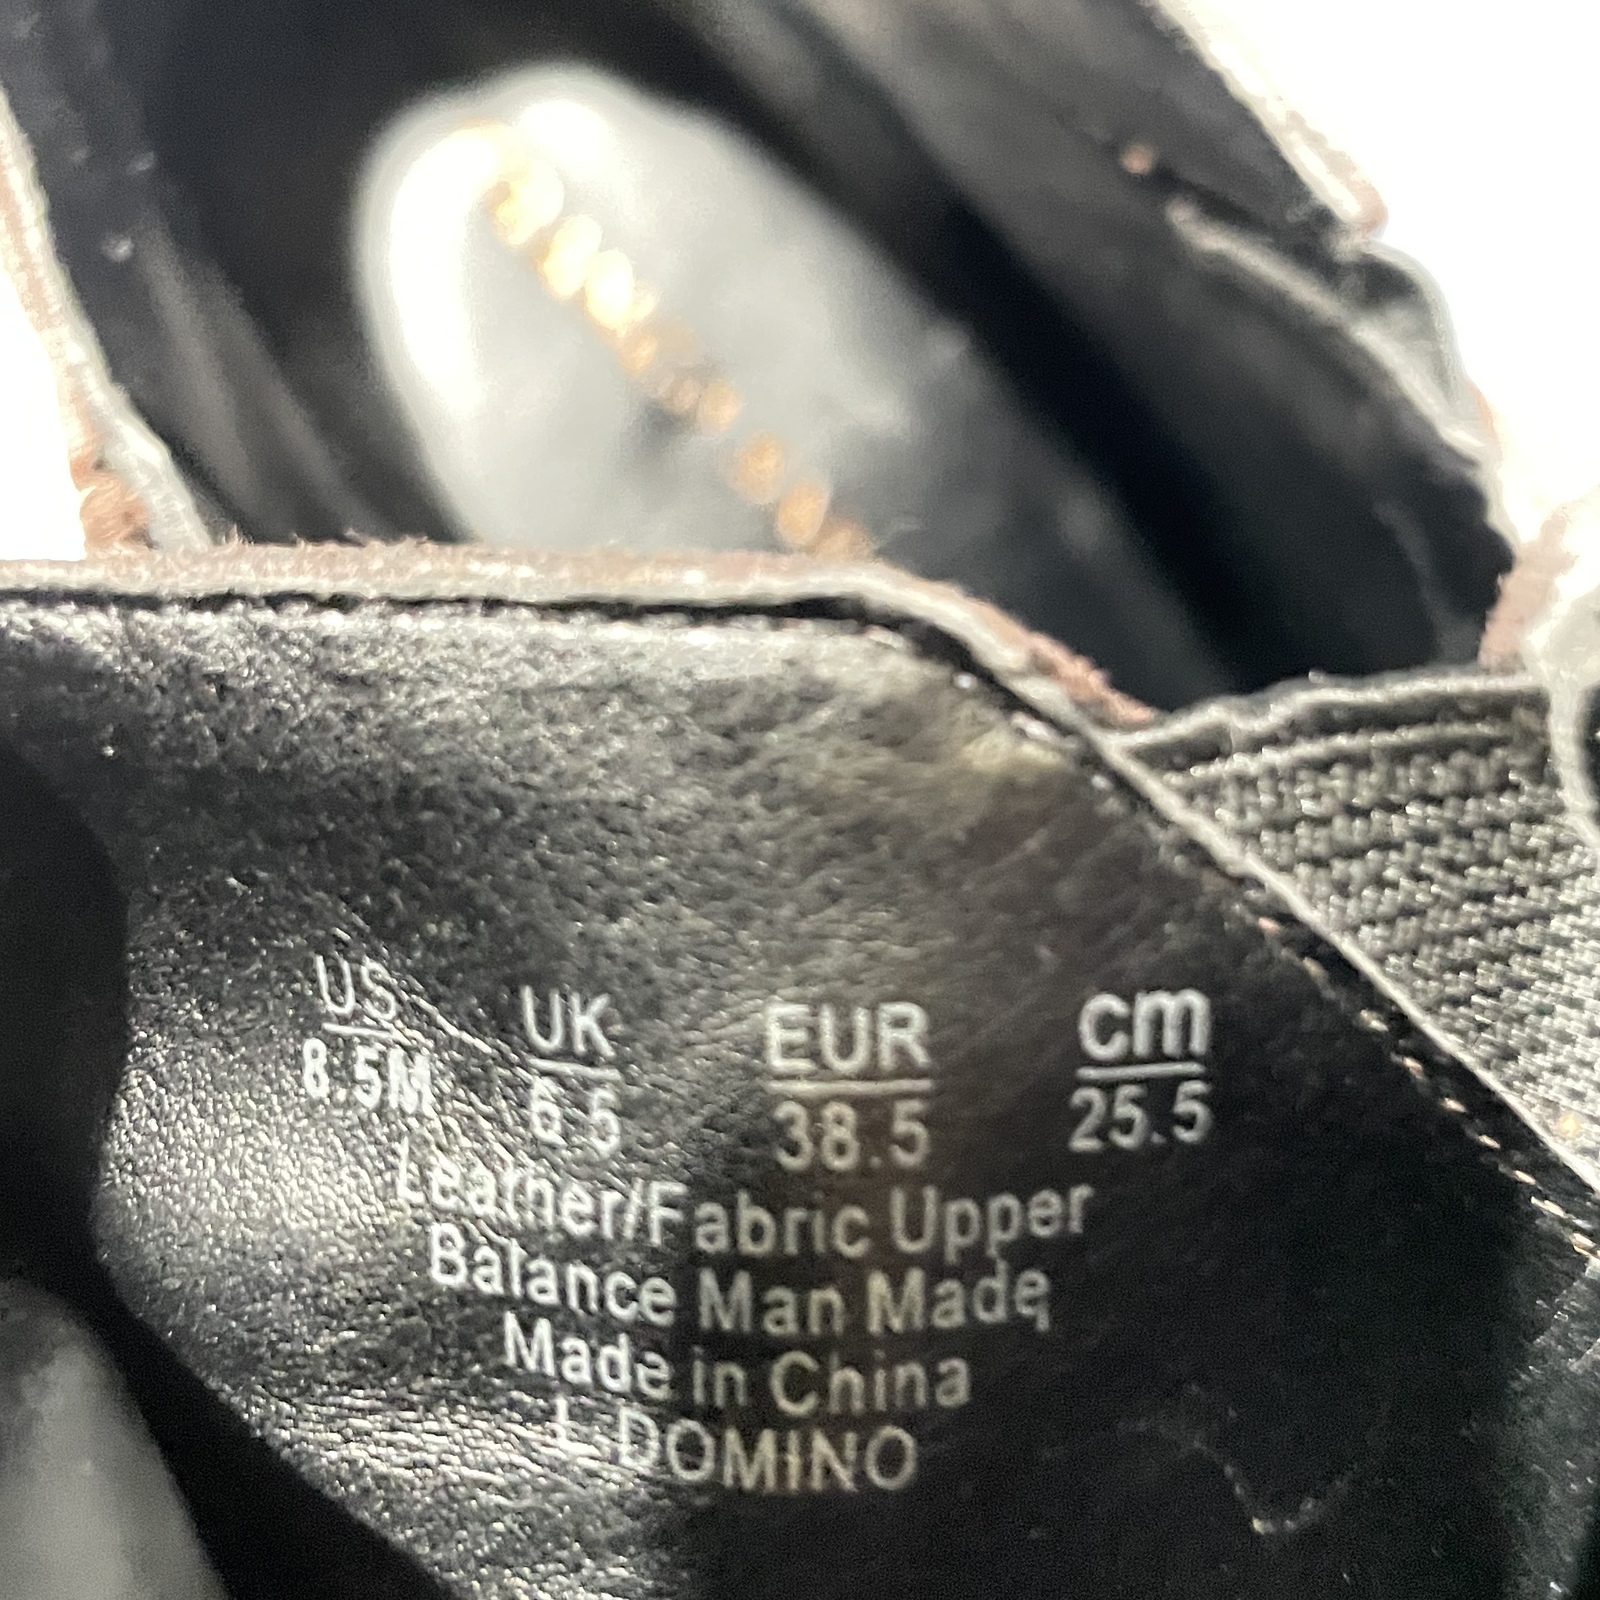 US UK EUR cm
8.5M 6.5 38.5 25.5
Leather/Fabric Upper
Balance Man Made
Made in China
L-DOMINO